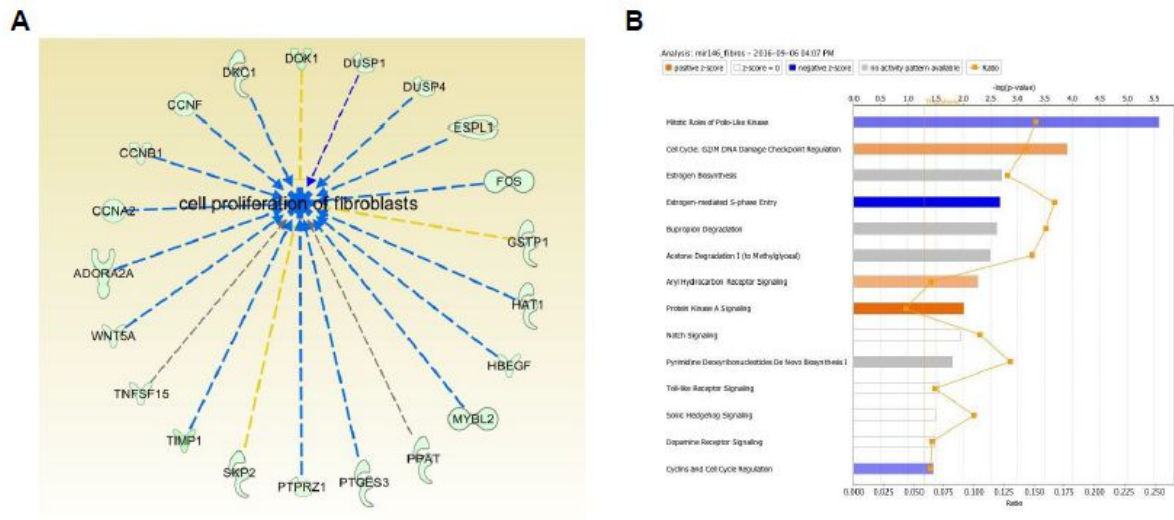 A
DOK1
DUSP1
DKC1
DUSP4
CCNF
ESPL1
CCNB1
FOS
cell proliferation of fibroblasts
CCNA2
GSTP1
ADORA2A
HAT1
WNT5A
HBEGF
TNFSF15
MYBL2
TIMP1
PPAT
SKP2
PTPRZ1
PTGES3
B
Analysis: mir146_fibros - 2016-09-06 04:07 PM
positive z-score z-score = 0 negative z-score no activity pattern available Ratio
-log(p-value)
0.0 0.5 1.0 1.5 2.0 2.5 3.0 3.5 4.0 4.5 5.0 5.5
Threshold
Mitotic Roles of Polo-Like Kinase
Cell Cycle: G2/M DNA Damage Checkpoint Regulation
Estrogen Biosynthesis
Estrogen-mediated S-phase Entry
Bupropion Degradation
Acetone Degradation I (to Methylglyoxal)
Aryl Hydrocarbon Receptor Signaling
Protein Kinase A Signaling
Notch Signaling
Pyrimidine Deoxyribonucleotides De Novo Biosynthesis I
Toll-like Receptor Signaling
Sonic Hedgehog Signaling
Dopamine Receptor Signaling
Cyclins and Cell Cycle Regulation
0.000 0.025 0.050 0.075 0.100 0.125 0.150 0.175 0.200 0.225 0.250
Ratio